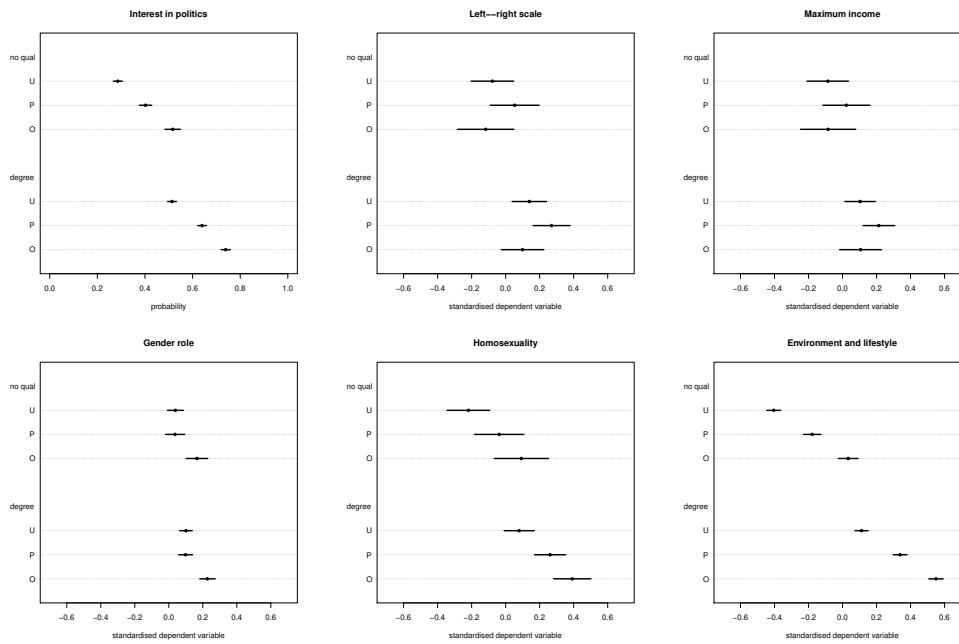 Interest in politics
no qual
U
P
O
degree
U
P
O
0.0 0.2 0.4 0.6 0.8 1.0
probability
Left−−right scale
no qual
U
P
O
degree
U
P
O
−0.6 −0.4 −0.2 0.0 0.2 0.4 0.6
standardised dependent variable
Maximum income
no qual
U
P
O
degree
U
P
O
−0.6 −0.4 −0.2 0.0 0.2 0.4 0.6
standardised dependent variable
Gender role
no qual
U
P
O
degree
U
P
O
−0.6 −0.4 −0.2 0.0 0.2 0.4 0.6
standardised dependent variable
Homosexuality
no qual
U
P
O
degree
U
P
O
−0.6 −0.4 −0.2 0.0 0.2 0.4 0.6
standardised dependent variable
Environment and lifestyle
no qual
U
P
O
degree
U
P
O
−0.6 −0.4 −0.2 0.0 0.2 0.4 0.6
standardised dependent variable